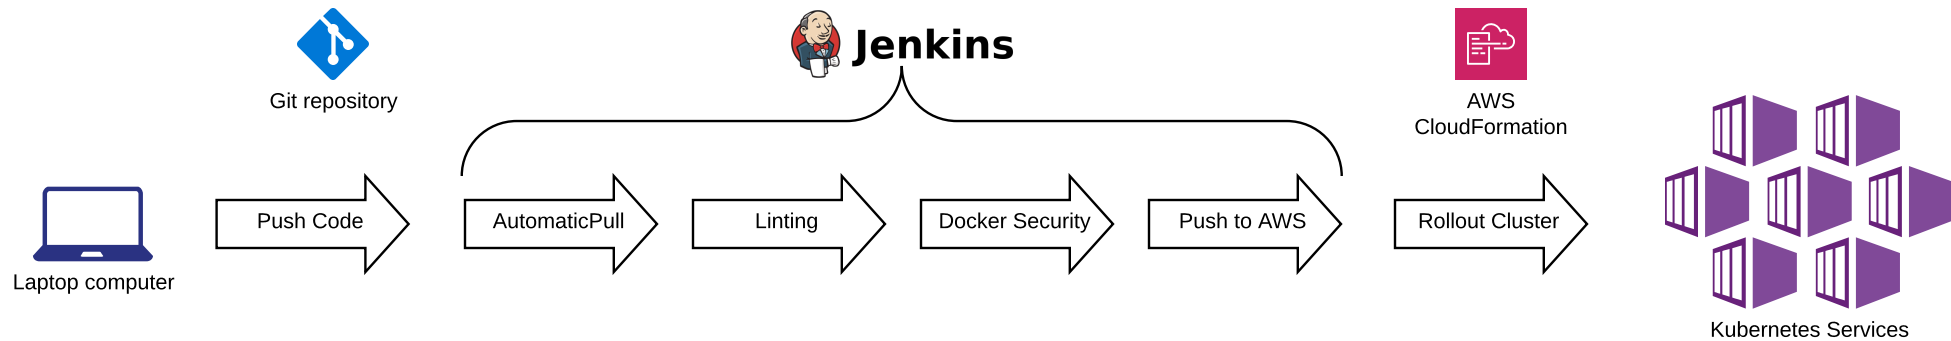 Git repository
Jenkins
AWS
CloudFormation
Laptop computer
Push Code
AutomaticPull
Linting
Docker Security
Push to AWS
Rollout Cluster
Kubernetes Services